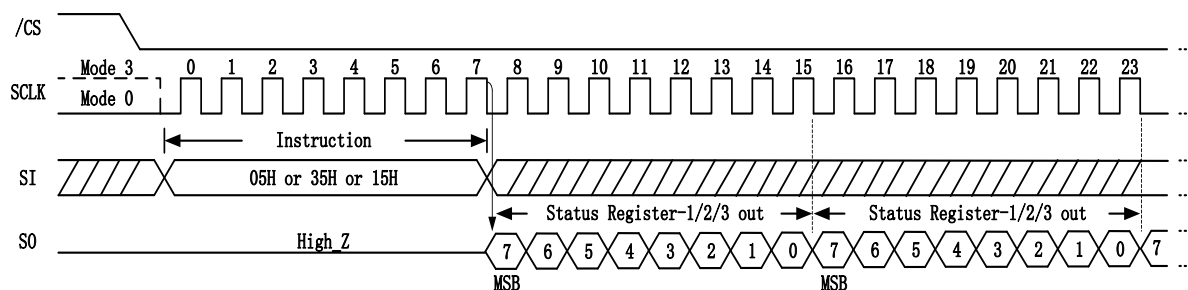 /CS
Mode 3 0 1 2 3 4 5 6 7 8 9 10 11 12 13 14 15 16 17 18 19 20 21 22 23
SCLK
Mode 0
Instruction
SI 05H or 35H or 15H
Status Register-1/2/3 out Status Register-1/2/3 out
SO High_Z 7 6 5 4 3 2 1 0 7 6 5 4 3 2 1 0 7
MSB MSB